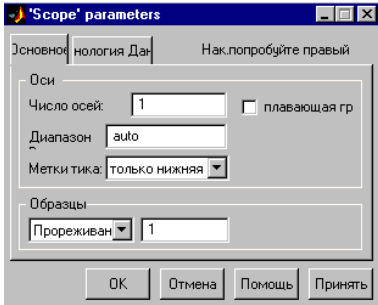 'Scope' parameters
Основное нология Дан Нак.попробуйте правый
Оси
Число осей: 1 плавающая гр
Диапазон auto
Метки тика: только нижняя
Образцы
Прореживан 1
OK Отмена Помощь Принять